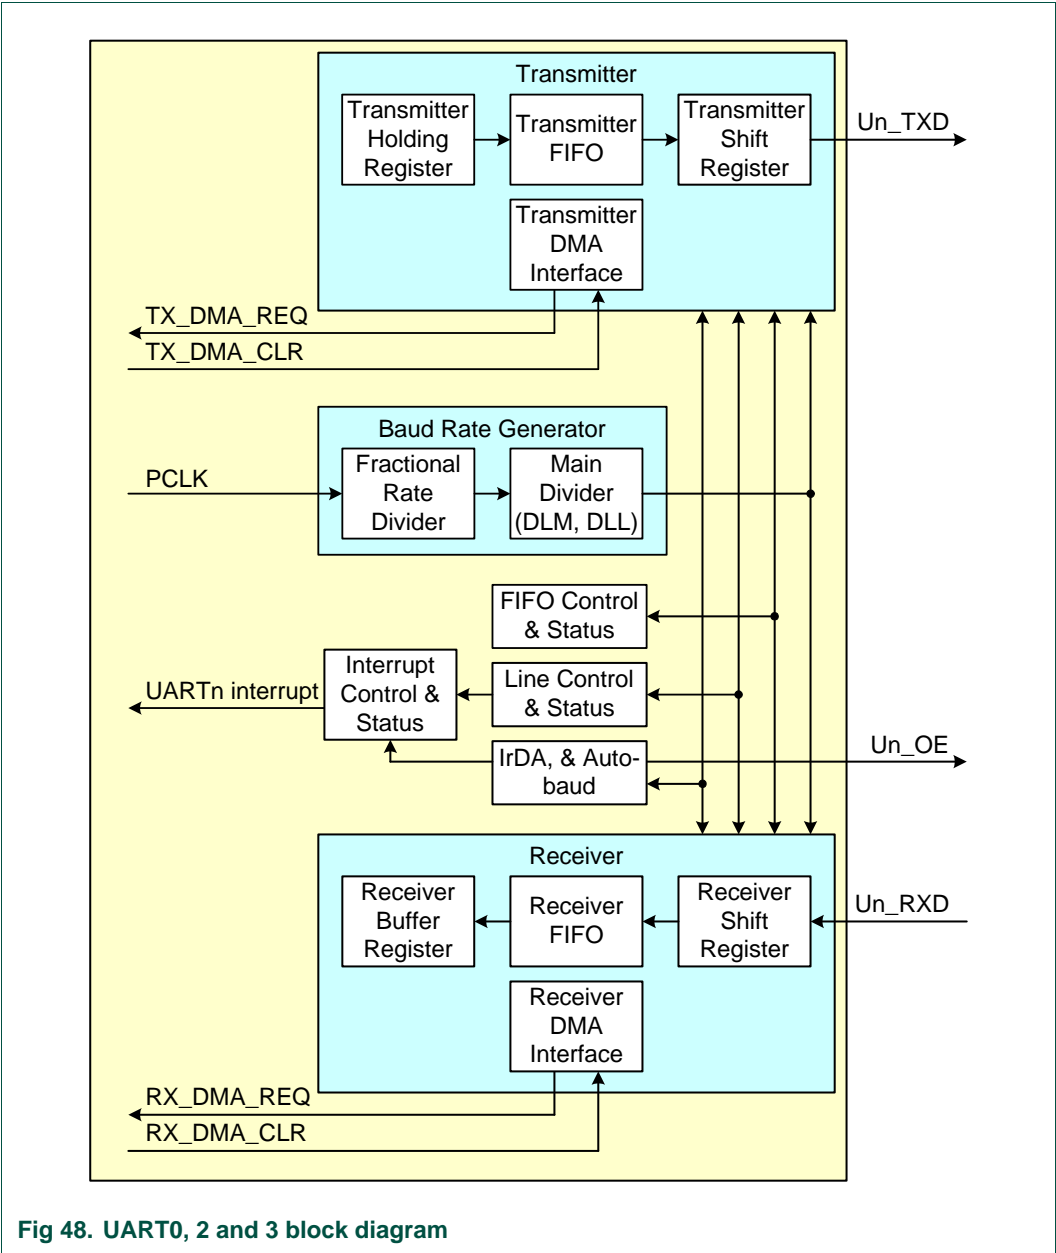 Transmitter
Transmitter
Holding
Register
Transmitter
FIFO
Transmitter
Shift
Register
Un_TXD
Transmitter
DMA
Interface
TX_DMA_REQ
TX_DMA_CLR
Baud Rate Generator
PCLK
Fractional
Rate
Divider
Main
Divider
(DLM, DLL)
FIFO Control
& Status
UARTn interrupt
Interrupt
Control &
Status
Line Control
& Status
IrDA, & Auto-
baud
Un_OE
Receiver
Receiver
Buffer
Register
Receiver
FIFO
Receiver
Shift
Register
Un_RXD
Receiver
DMA
Interface
RX_DMA_REQ
RX_DMA_CLR
Fig 48. UART0, 2 and 3 block diagram